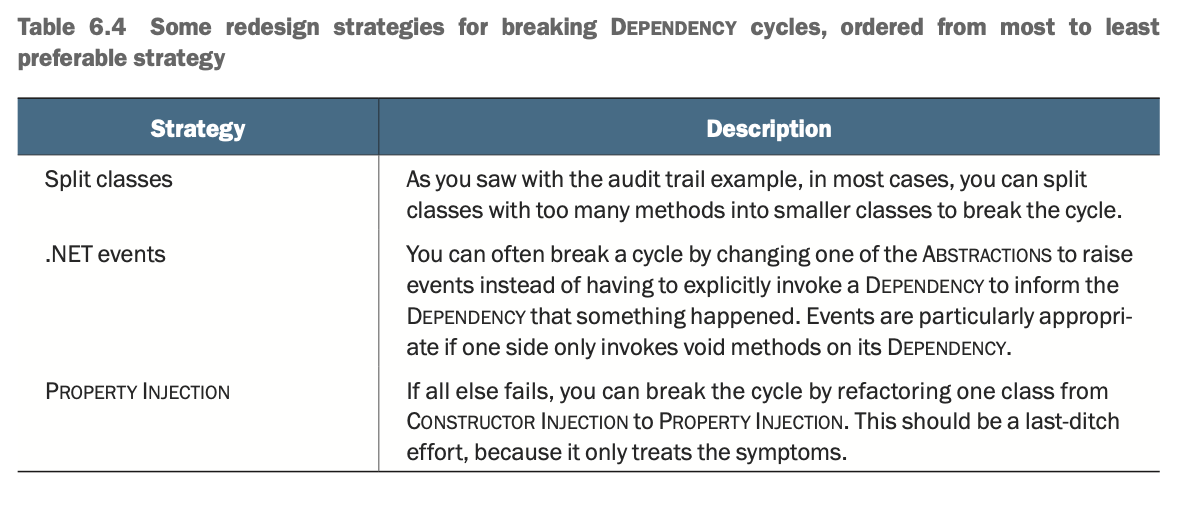 Table 6.4 Some redesign strategies for breaking DEPENDENCY cycles, ordered from most to least
preferable strategy
Strategy
Description
Split classes
As you saw with the audit trail example, in most cases, you can split
classes with too many methods into smaller classes to break the cycle.
.NET events
You can often break a cycle by changing one of the ABSTRACTIONS to raise
events instead of having to explicitly invoke a DEPENDENCY to inform the
DEPENDENCY that something happened. Events are particularly appropri-
ate if one side only invokes void methods on its DEPENDENCY.
PROPERTY INJECTION
If all else fails, you can break the cycle by refactoring one class from
CONSTRUCTOR INJECTION to PROPERTY INJECTION. This should be a last-ditch
effort, because it only treats the symptoms.